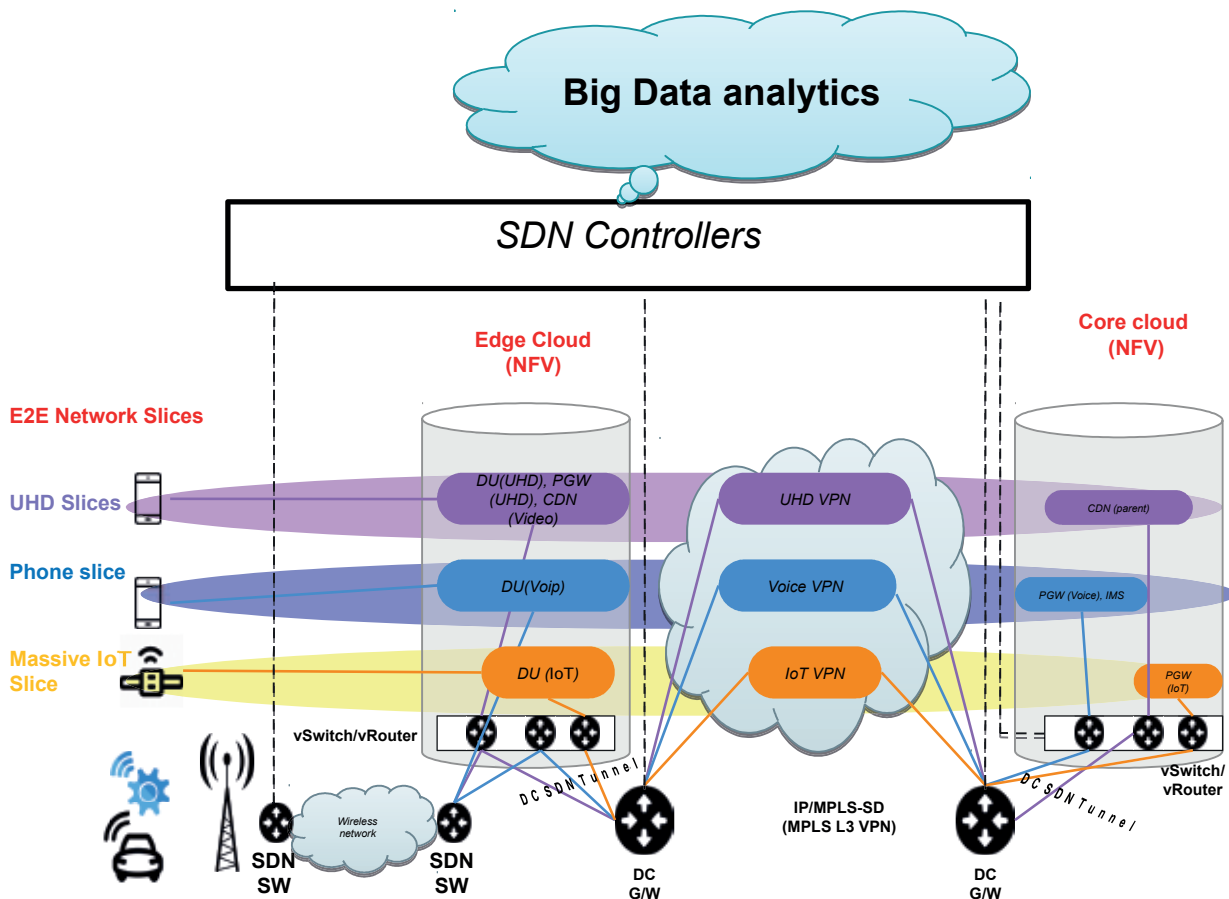 Big Data analytics
SDN Controllers
Edge Cloud
(NFV)
Core cloud
(NFV)
E2E Network Slices
UHD Slices
DU(UHD), PGW
(UHD), CDN
(Video)
UHD VPN
CDN (parent)
Phone slice
DU(Voip)
Voice VPN
PGW (Voice), IMS
Massive IoT
Slice
DU (IoT)
IoT VPN
PGW
(IoT)
vSwitch/vRouter
vSwitch/
vRouter
DC SDN Tunnel
DC SDN Tunnel
Wireless
network
IP/MPLS-SD
(MPLS L3 VPN)
SDN
SW
SDN
SW
DC
G/W
DC
G/W